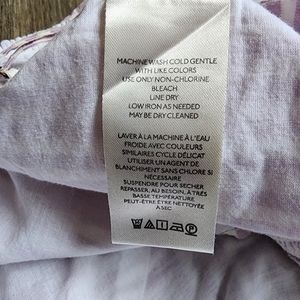 MACHINE WASH COLD GENTLE
WITH LIKE COLORS
USE ONLY NON-CHLORINE
BLEACH
LINE DRY
LOW IRON AS NEEDED
MAY BE DRY CLEANED
LAVER À LA MACHINE À L'EAU
FROIDE AVEC COULEURS
SIMILAIRES CYCLE DÉLICAT
UTILISER UN AGENT DE
BLANCHIMENT SANS CHLORE SI
NÉCESSAIRE
SUSPENDRE POUR SÉCHER
REPASSER, AU BESOIN, À TRÈS
BASSE TEMPÉRATURE
PEUT-ÊTRE ÊTRE NETTOYÉE
À SEC